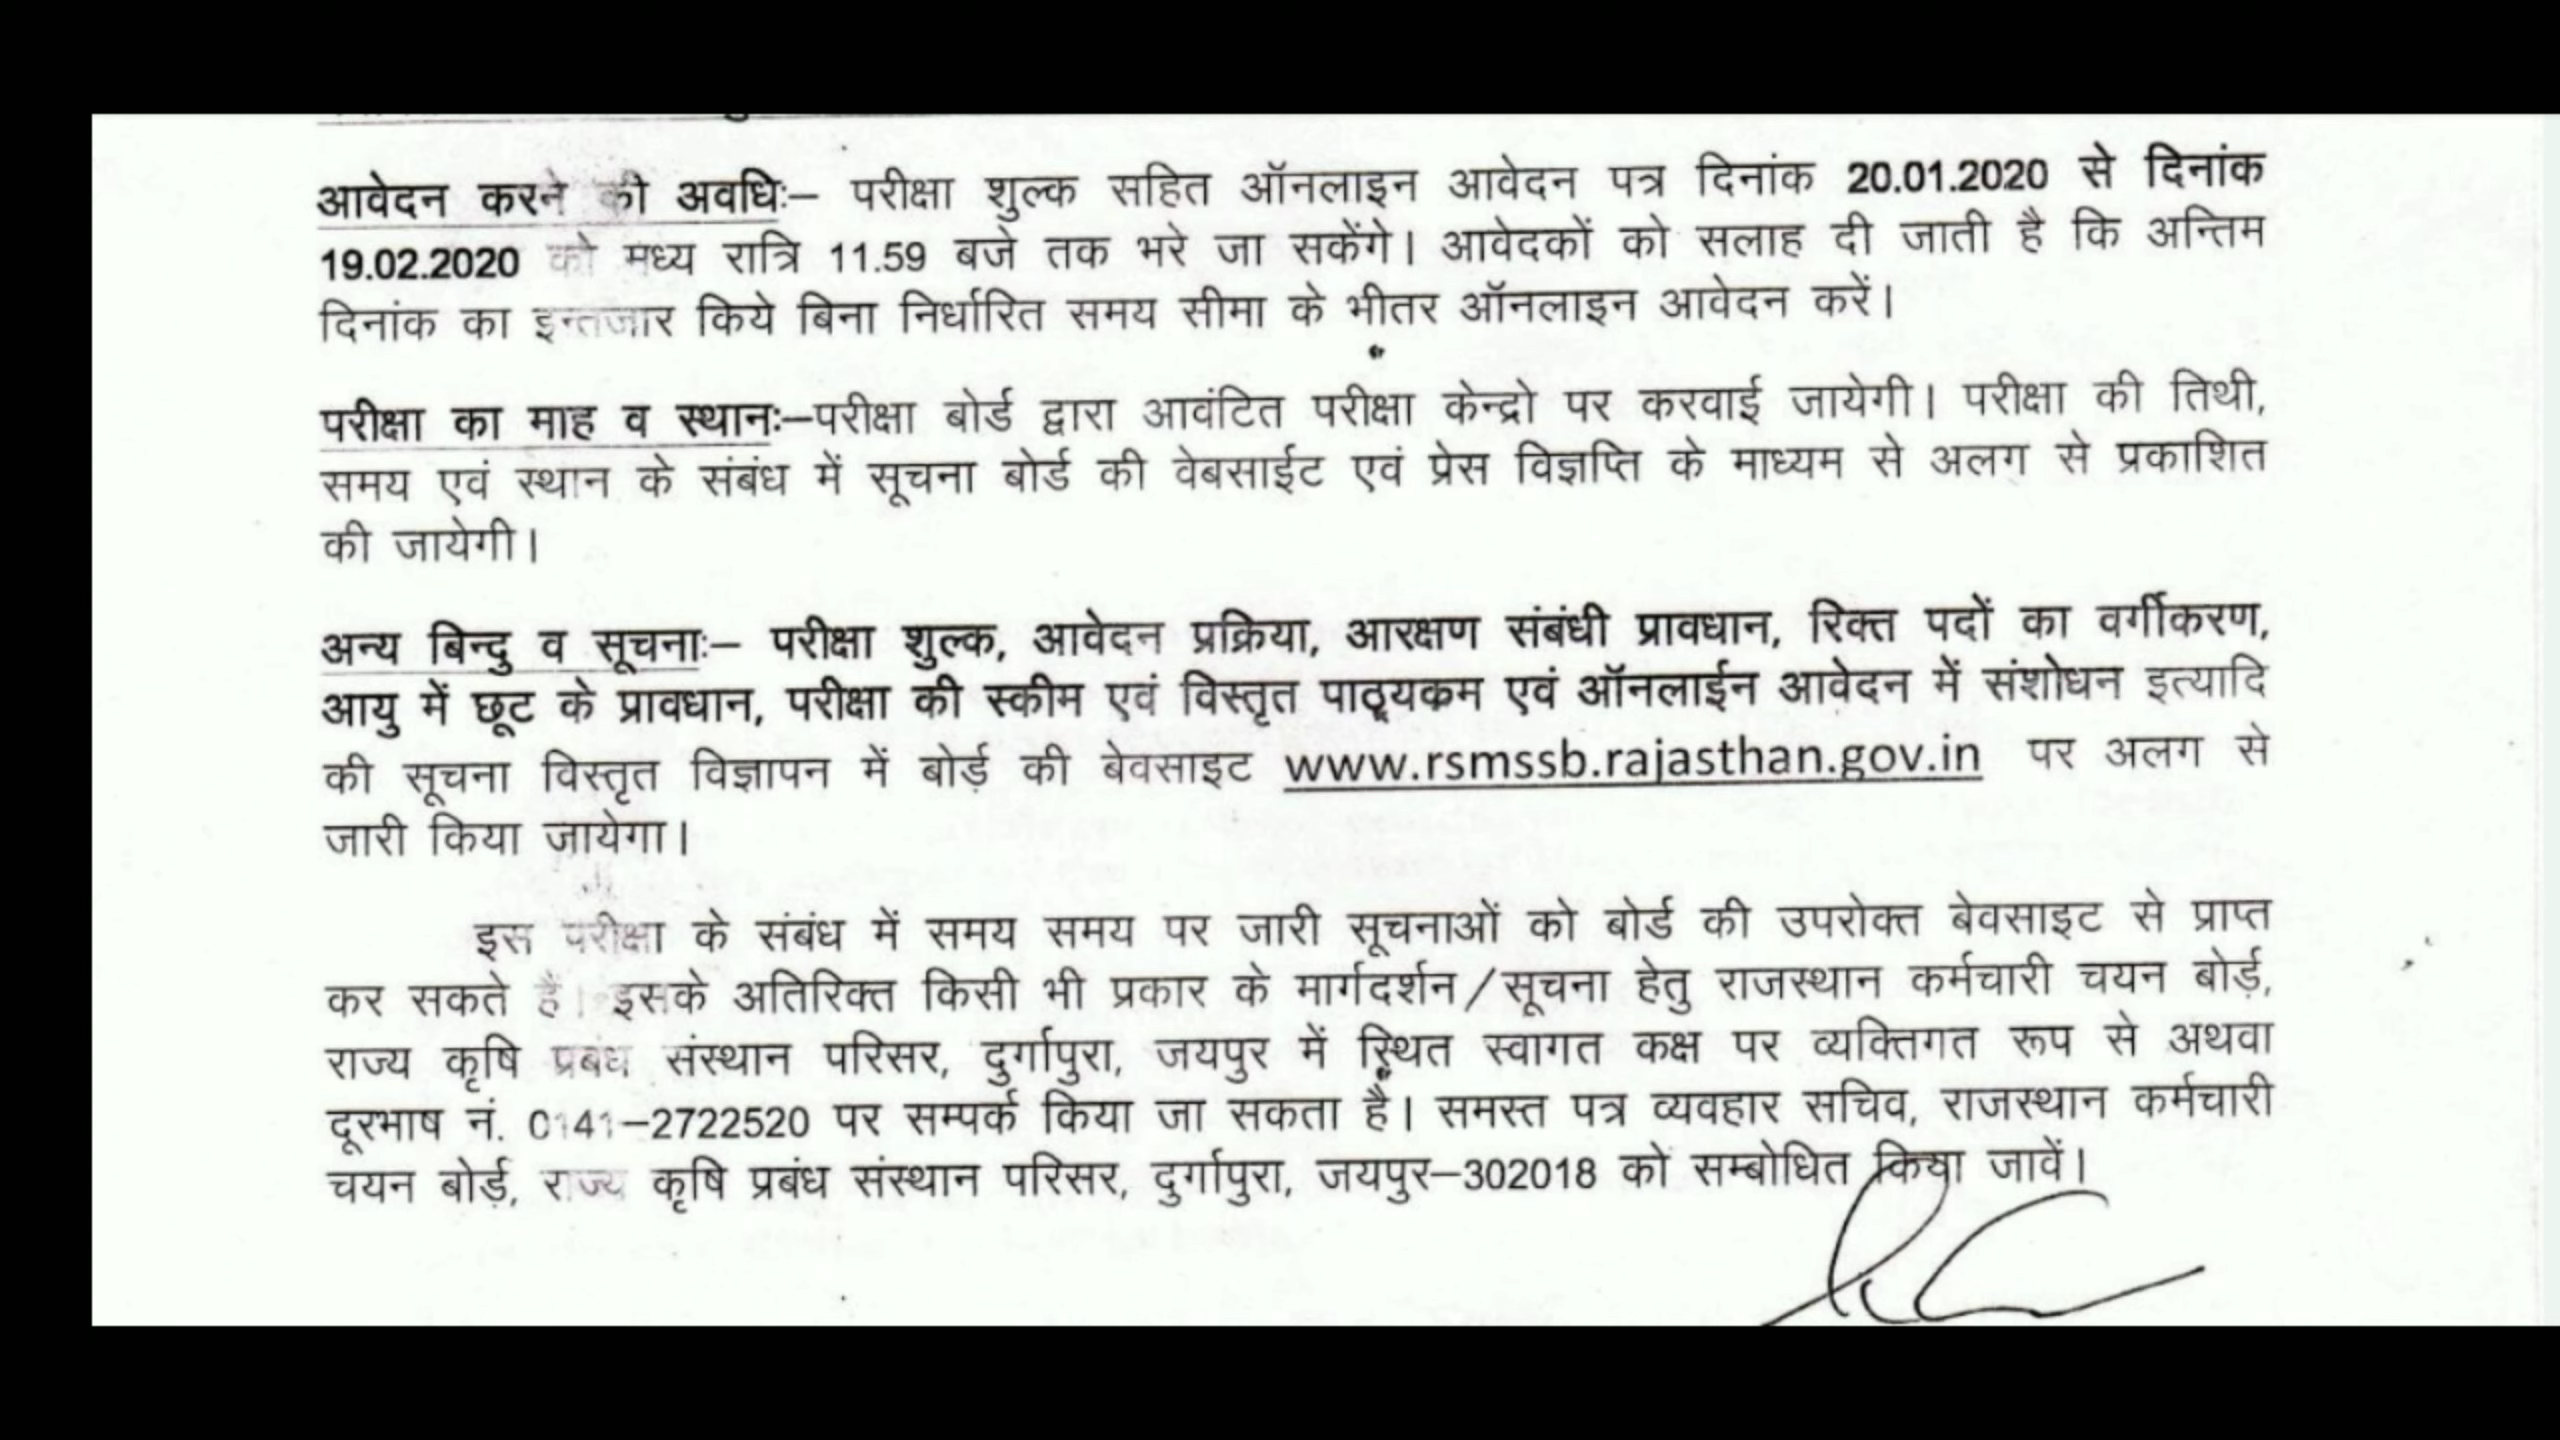 आवेदन करने की अवधिः– परीक्षा शुल्क सहित ऑनलाइन आवेदन पत्र दिनांक 20.01.2020 से दिनांक
19.02.2020 को मध्य रात्रि 11.59 बजे तक भरे जा सकेंगे। आवेदकों को सलाह दी जाती है कि अन्तिम
दिनांक का इन्तजार किये बिना निर्धारित समय सीमा के भीतर ऑनलाइन आवेदन करें।
परीक्षा का माह व स्थानः–परीक्षा बोर्ड द्वारा आवंटित परीक्षा केन्द्रो पर करवाई जायेगी। परीक्षा की तिथी,
समय एवं स्थान के संबंध में सूचना बोर्ड की वेबसाईट एवं प्रेस विज्ञप्ति के माध्यम से अलग से प्रकाशित
की जायेगी।
अन्य बिन्दु व सूचनाः– परीक्षा शुल्क, आवेदन प्रक्रिया, आरक्षण संबंधी प्रावधान, रिक्त पदों का वर्गीकरण,
आयु में छूट के प्रावधान, परीक्षा की स्कीम एवं विस्तृत पाठ्यकम एवं ऑनलाईन आवेदन में संशोधन इत्यादि
की सूचना विस्तृत विज्ञापन में बोर्ड़ की बेवसाइट www.rsmssb.rajasthan.gov.in पर अलग से
जारी किया जायेगा।
इस परीक्षा के संबंध में समय समय पर जारी सूचनाओं को बोर्ड की उपरोक्त बेवसाइट से प्राप्त
कर सकते हैं। इसके अतिरिक्त किसी भी प्रकार के मार्गदर्शन/सूचना हेतु राजस्थान कर्मचारी चयन बोर्ड़,
राज्य कृषि प्रबंध संस्थान परिसर, दुर्गापुरा, जयपुर में स्थित स्वागत कक्ष पर व्यक्तिगत रूप से अथवा
दूरभाष नं. 0141–2722520 पर सम्पर्क किया जा सकता है। समस्त पत्र व्यवहार सचिव, राजस्थान कर्मचारी
चयन बोर्ड़, राज्य कृषि प्रबंध संस्थान परिसर, दुर्गापुरा, जयपुर–302018 को सम्बोधित किया जावें।